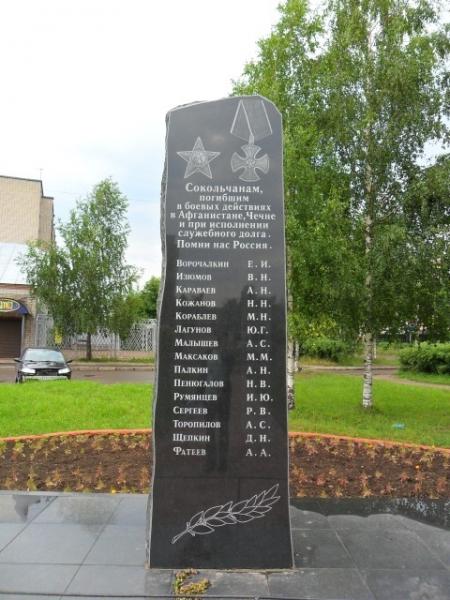 Сокольчанам,
погибшим
в боевых действиях
в Афганистане, Чечне
и при исполнении
служебного долга.
Помни нас Россия.
Ворочалкин Е. И.
Изюмов В. Н.
Караваев А. Н.
Кожанов Н. Н.
Кораблев М. Н.
Лагунов Ю. Г.
Малышев А. С.
Максаков М. М.
Палкин А. Н.
Пенюгалов Н. В.
Румянцев И. Ю.
Сергеев Р. В.
Торопилов А. С.
Щепкин Д. Н.
Фатеев А. А.